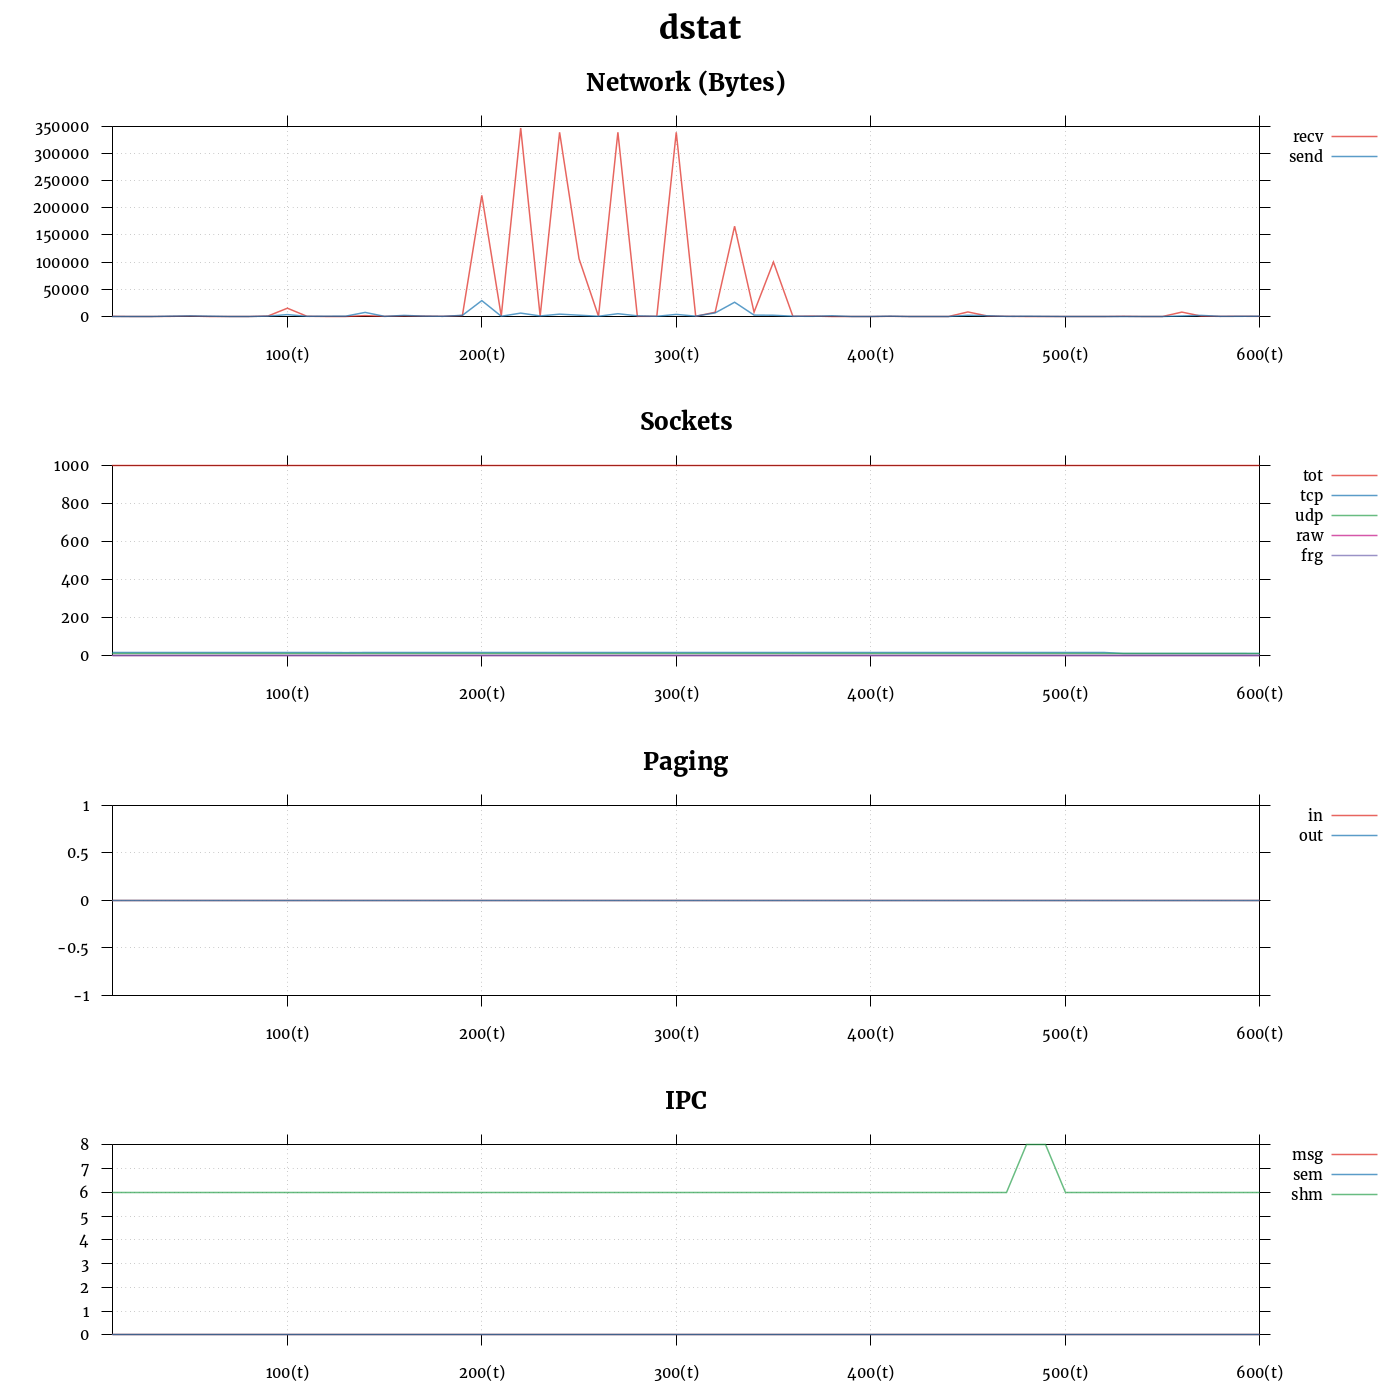 dstat
Network (Bytes)
350000
300000
250000
200000
150000
100000
50000
0
100(t) 200(t) 300(t) 400(t) 500(t) 600(t)
recv
send
Sockets
1000
800
600
400
200
0
100(t) 200(t) 300(t) 400(t) 500(t) 600(t)
tot
tcp
udp
raw
frg
Paging
1
0.5
0
-0.5
-1
100(t) 200(t) 300(t) 400(t) 500(t) 600(t)
in
out
IPC
8
7
6
5
4
3
2
1
0
100(t) 200(t) 300(t) 400(t) 500(t) 600(t)
msg
sem
shm